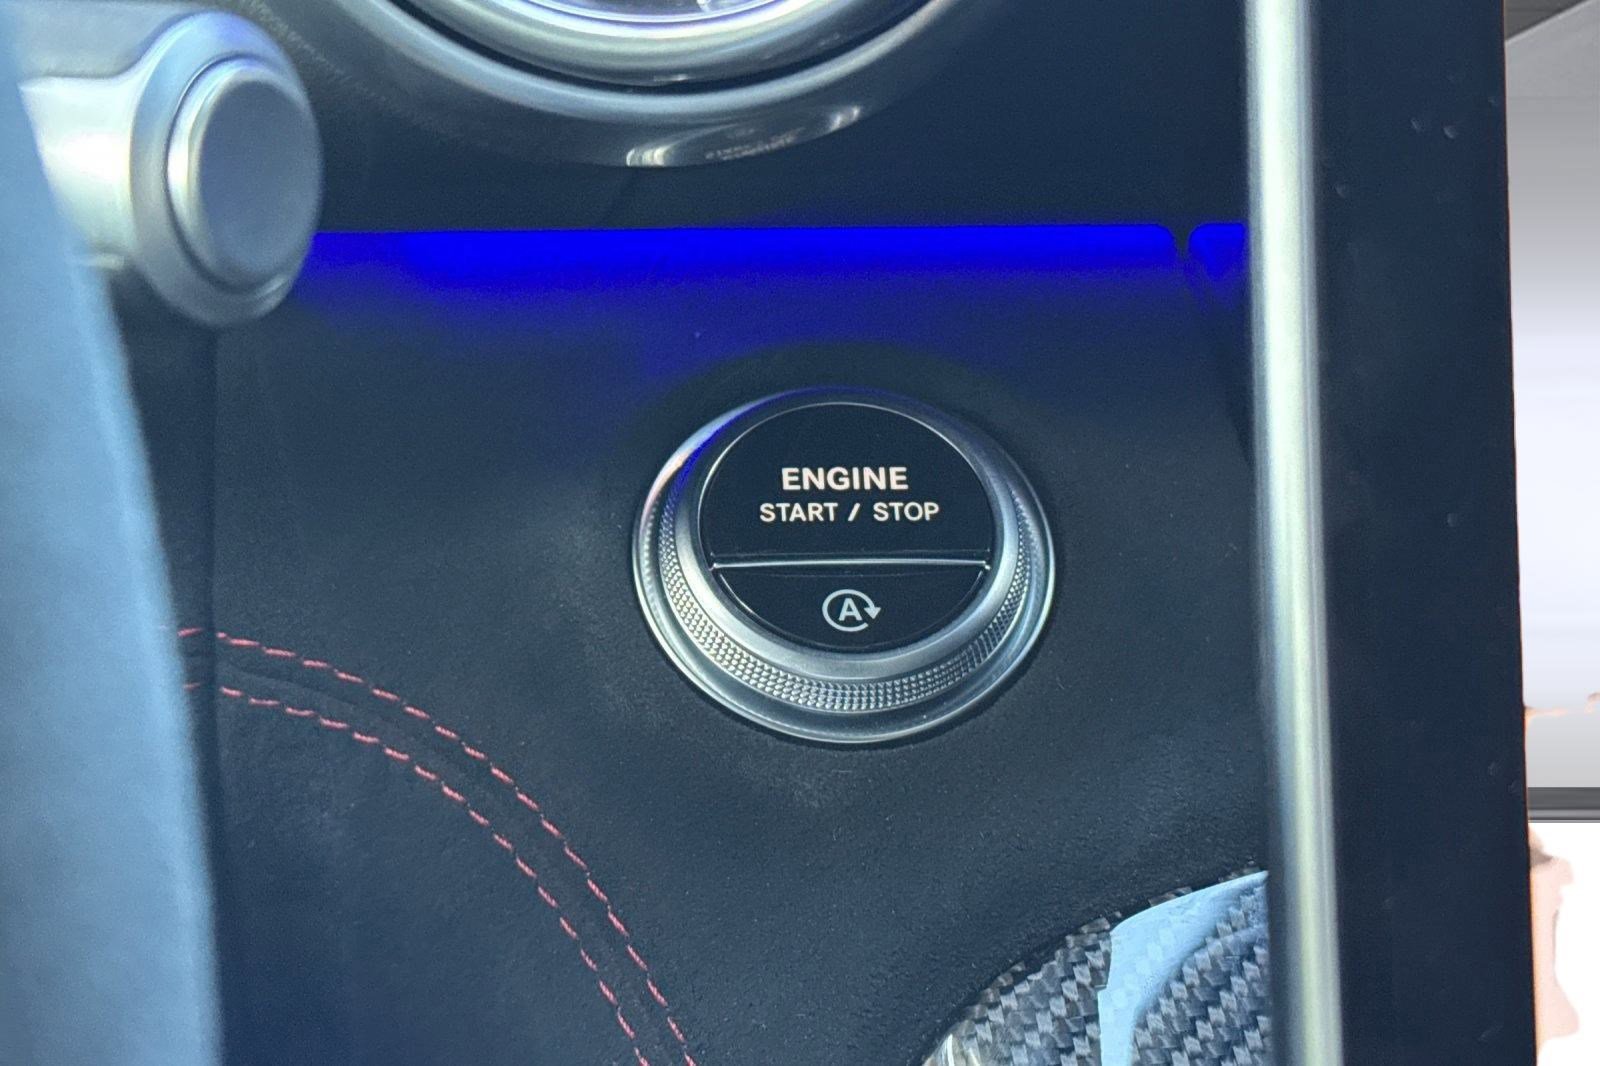 ENGINE
START / STOP
A